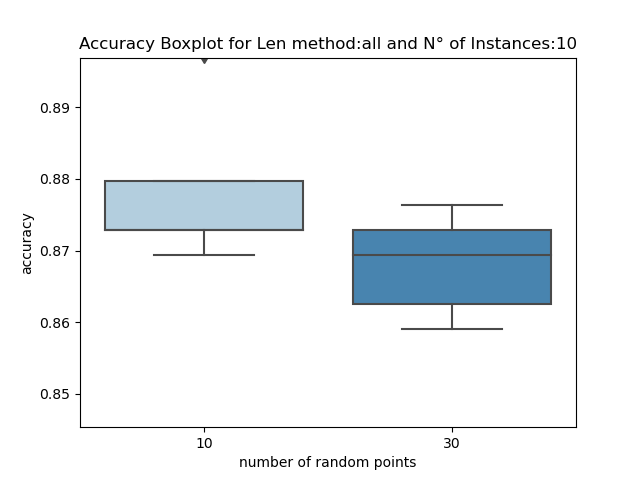 Accuracy Boxplot for Len method:all and N° of Instances:10
0.89
0.88
0.87
0.86
0.85
accuracy
10
30
number of random points